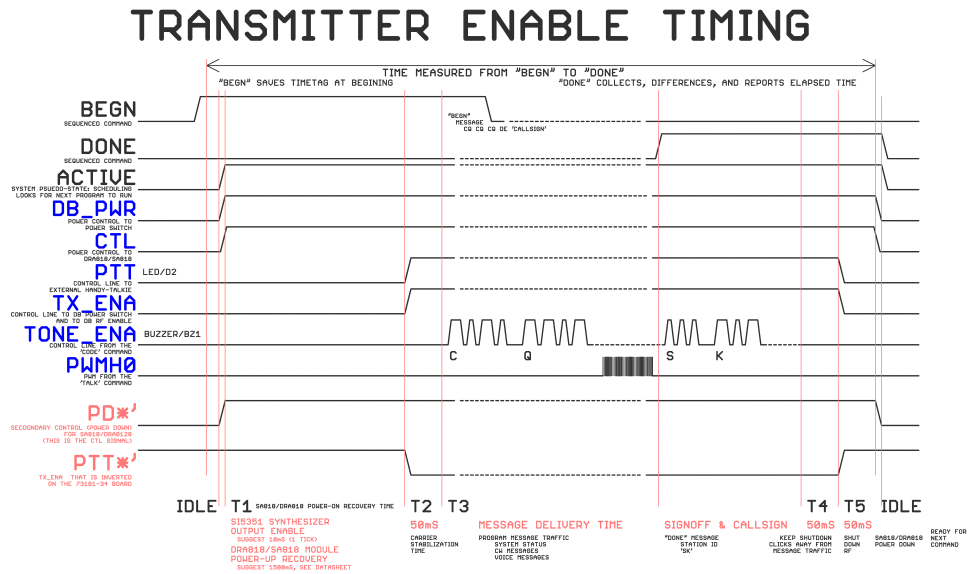 TRANSMITTER ENABLE TIMING
TIME MEASURED FROM "BEGN" TO "DONE"
"BEGN" SAVES TIMETAG AT BEGINING
"DONE" COLLECTS, DIFFERENCES, AND REPORTS ELAPSED TIME
BEGN
SEQUENCED COMMAND
"BEGN"
MESSAGE
CQ CQ CQ DE 'CALLSIGN'
DONE
SEQUENCED COMMAND
ACTIVE
SYSTEM PSUEDO-STATE: SCHEDULING
LOOKS FOR NEXT PROGRAM TO RUN
DB_PWR
POWER CONTROL TO
POWER SWITCH
CTL
POWER CONTROL TO
DRA818/SA818
PTT LED/D2
CONTROL LINE TO
EXTERNAL HANDY-TALKIE
TX_ENA
CONTROL LINE TO DB POWER SWITCH
AND TO DB RF ENABLE
TONE_ENA BUZZER/BZ1
CONTROL LINE FROM THE
'CODE' COMMAND
C Q S K
PWMH0
PWM FROM THE
'TALK' COMMAND
PD*'
SECDONDARY CONTROL (POWER DOWN)
FOR SA818/DRA8128
(THIS IS THE CTL SIGNAL)
PTT*'
TX_ENA THAT IS INVERTED
ON THE 73181-34 BOARD
IDLE T1 SA818/DRA818 POWER-ON RECOVERY TIME T2 T3 T4 T5 IDLE
SI5351 SYNTHESIZER
OUTPUT ENABLE
SUGGEST 10mS (1 TICK)
DRA818/SA818 MODULE
POWER-UP RECOVERY
SUGGEST 1500mS, SEE DATASHEET
50mS
CARRIER
STABILIZATION
TIME
MESSAGE DELIVERY TIME
PROGRAM MESSAGE TRAFFIC
SYSTEM STATUS
CW MESSAGES
VOICE MESSAGES
SIGNOFF & CALLSIGN
"DONE" MESSAGE
STATION ID
'SK'
50mS
KEEP SHUTDOWN
CLICKS AWAY FROM
MESSAGE TRAFFIC
50mS
SHUT
DOWN
RF
SA818/DRA818
POWER DOWN
READY FOR
NEXT
COMMAND